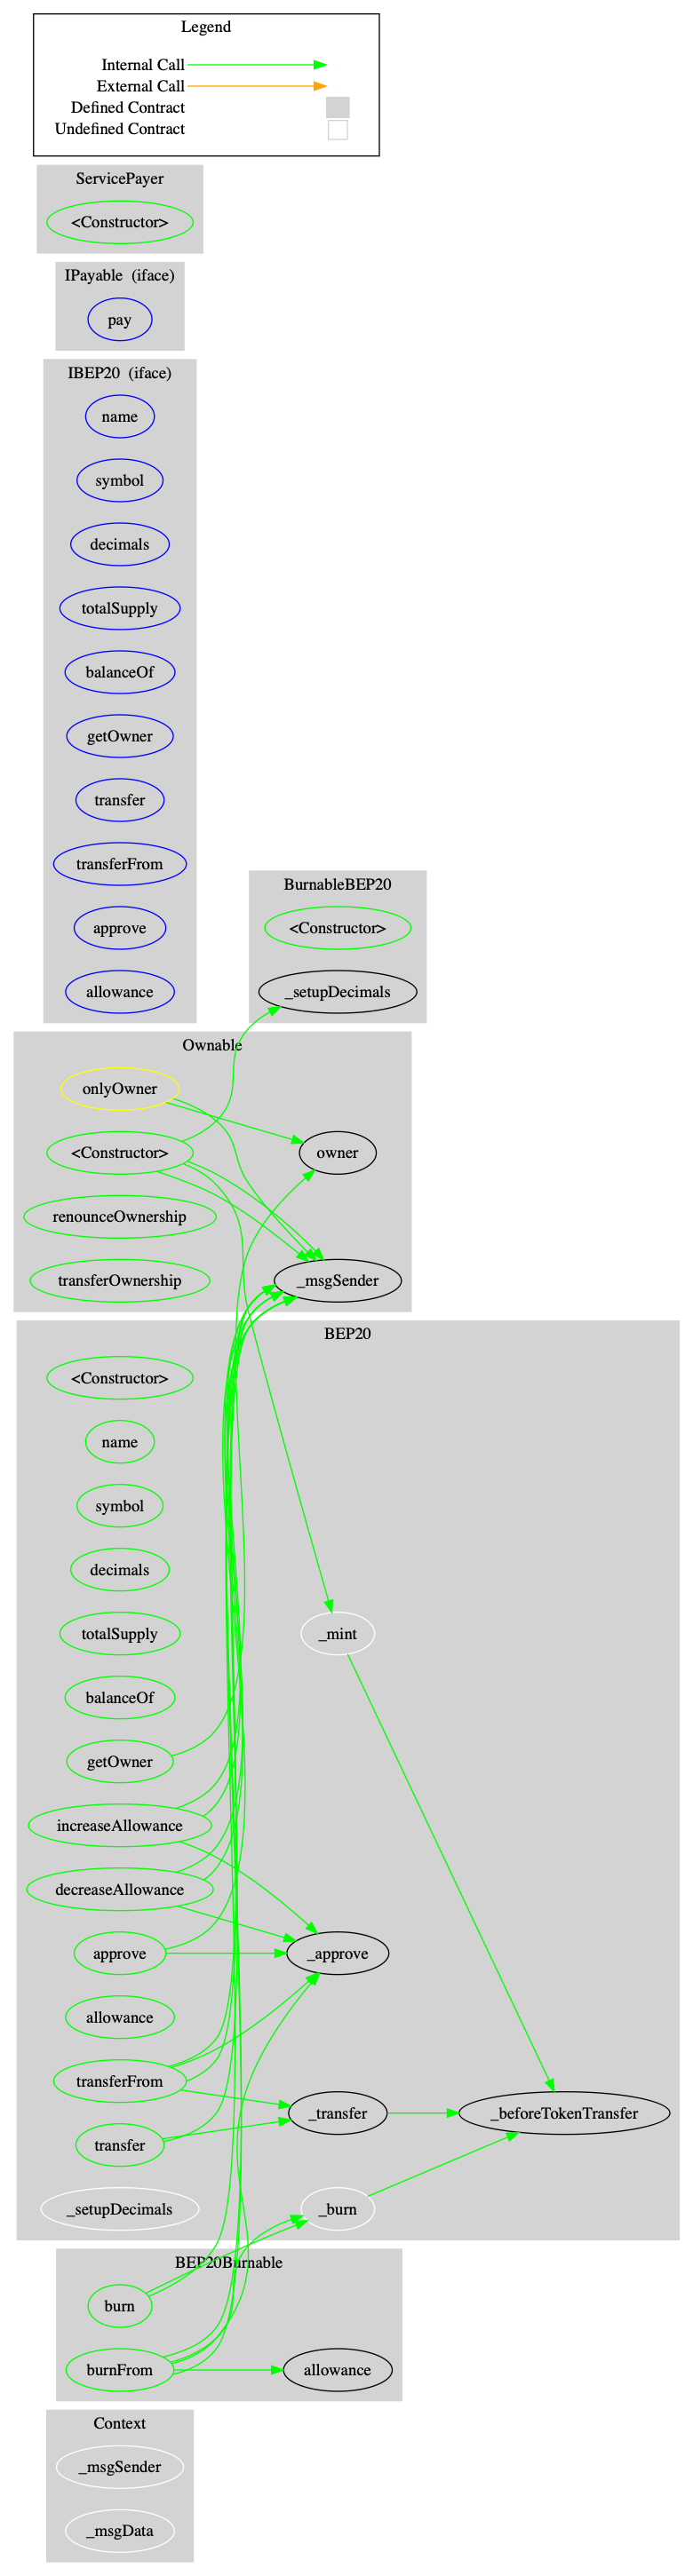 Legend
Internal Call
External Call
Defined Contract
Undefined Contract
ServicePayer
<Constructor>
IPayable (iface)
pay
IBEP20 (iface)
name
symbol
decimals
totalSupply
balanceOf
getOwner
transfer
transferFrom
approve
allowance
BurnableBEP20
<Constructor>
_setupDecimals
Ownable
onlyOwner
<Constructor>
owner
renounceOwnership
transferOwnership
_msgSender
BEP20
<Constructor>
name
symbol
decimals
totalSupply
_mint
balanceOf
getOwner
increaseAllowance
decreaseAllowance
approve
_approve
allowance
transferFrom
transfer
_transfer
_beforeTokenTransfer
_setupDecimals
_burn
BEP20Burnable
burn
burnFrom
allowance
Context
_msgSender
_msgData